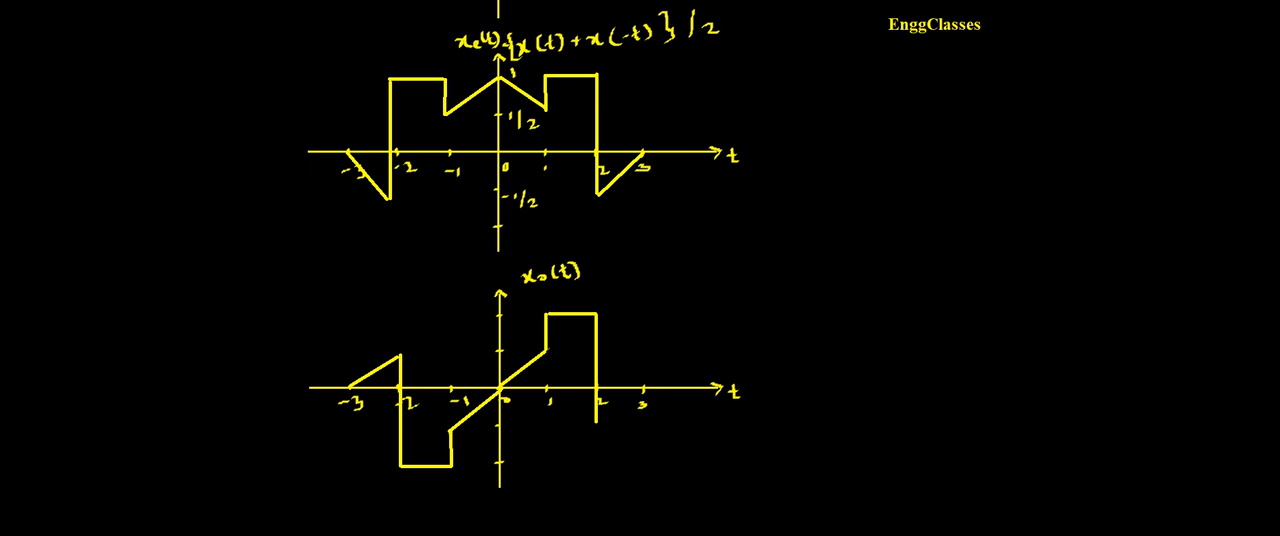 EnggClasses
xe(t) = {x(t) + x(-t)} / 2
1
1/2
-3 -2 -1 0 1 2 3 t
-1/2
xo(t)
-3 -2 -1 0 1 2 3 t